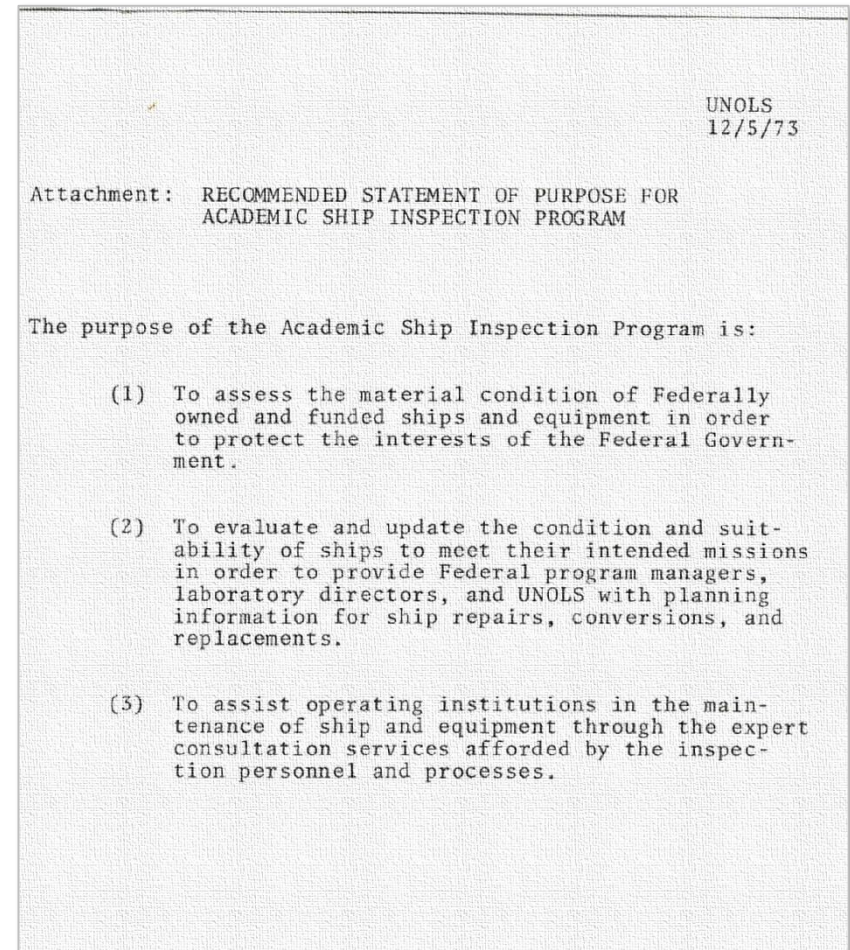 UNOLS
12/5/73
Attachment: RECOMMENDED STATEMENT OF PURPOSE FOR
ACADEMIC SHIP INSPECTION PROGRAM
The purpose of the Academic Ship Inspection Program is:
(1) To assess the material condition of Federally
owned and funded ships and equipment in order
to protect the interests of the Federal Govern-
ment.
(2) To evaluate and update the condition and suit-
ability of ships to meet their intended missions
in order to provide Federal program managers,
laboratory directors, and UNOLS with planning
information for ship repairs, conversions, and
replacements.
(3) To assist operating institutions in the main-
tenance of ship and equipment through the expert
consultation services afforded by the inspec-
tion personnel and processes.